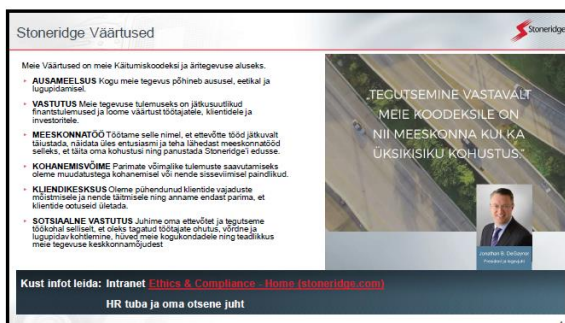 Stoneridge Väärtused
Stoneridge
Meie Väärtused on meie Käitumiskoodeksi ja äritegevuse aluseks.
• AUSAMEELSUS Kogu meie tegevus põhineb aususel, eetikal ja
lugupidamisel.
• VASTUTUS Meie tegevuse tulemuseks on jätkusuutlikud
finantstulemused ja loome väärtust töötajatele, klientidele ja
investoritele.
• MEESKONNATÖÖ Töötame selle nimel, et ettevõtte tööd jätkuvalt
täiustada, näidata üles entusiasmi ja teha lähedast meeskonnatööd
selleks, et täita oma kohustusi ning panustada Stoneridge'i edusse.
• KOHANEMISVÕIME Parimate võimalike tulemuste saavutamiseks
oleme muudatustega kohanemisel või nende sisseviimisel paindlikud.
• KLIENDIKESKSUS Oleme pühendunud klientide vajaduste
mõistmisele ja nende täitmisele ning anname endast parima, et
klientide ootuseid ületada.
• SOTSIAALNE VASTUTUS Juhime oma ettevõtet ja tegutseme
töökohal selliselt, et oleks tagatud töötajate ohutus, võrdne ja
lugupidav kohtlemine, hüved meie kogukondadele ning teadlikkus
meie tegevuse keskkonnamõjudest
„TEGUTSEMINE VASTAVALT
MEIE KOODEKSILE ON
NII MEESKONNA KUI KA
ÜKSIKISIKU KOHUSTUS."
Jonathan B. DeGaynor
President ja tegevjuht
Kust infot leida: Intranet Ethics & Compliance - Home (stoneridge.com)
HR tuba ja oma otsene juht